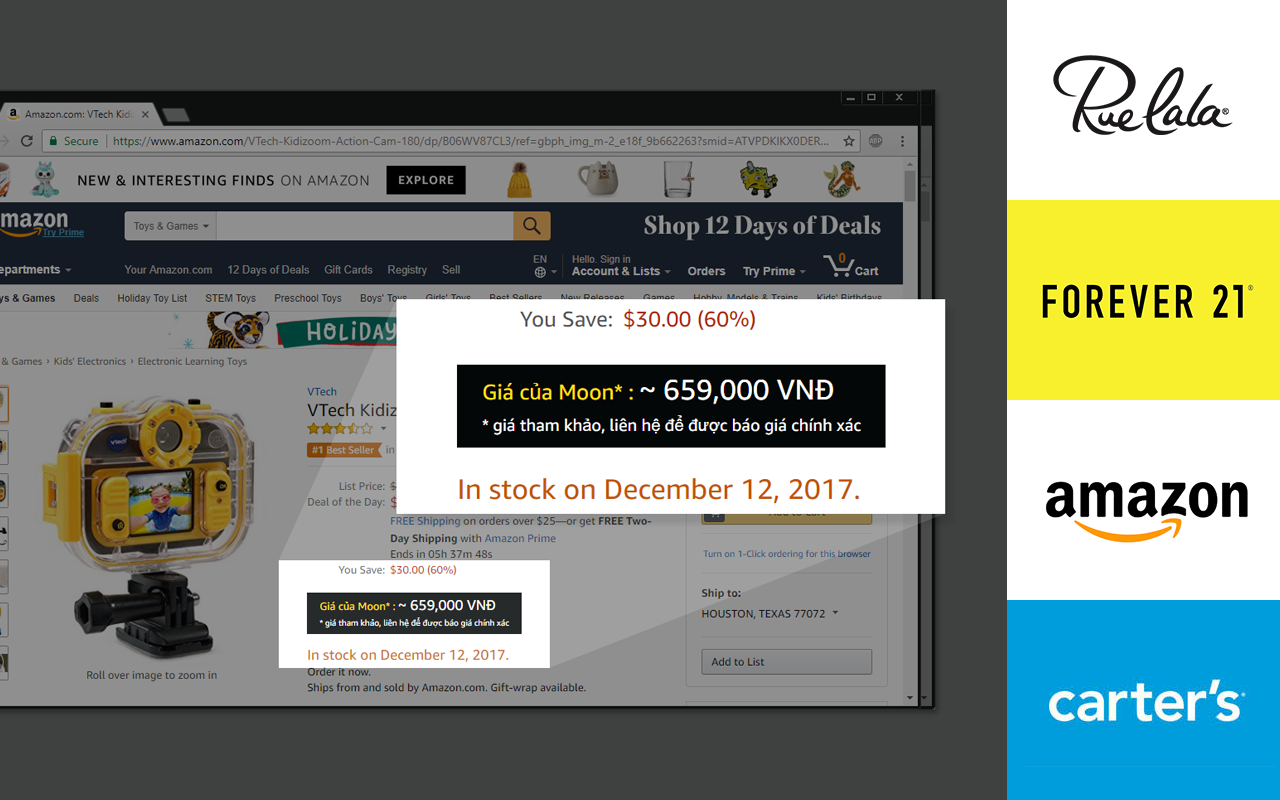 Amazon.com: VTech Kid
Secure
https://www.amazon.com/VTech-Kidizoom-Action-Cam-180/dp/B06WV87CL3/ref=gbph_img_m-2_e18f_9b662263?smid=ATVPDKIKX0DER...
ABP
NEW & INTERESTING FINDS ON AMAZON
EXPLORE
mazon
Try Prime
Toys & Games
Shop 12 Days of Deals
epartments
Your Amazon.com
12 Days of Deals
Gift Cards
Registry
Sell
EN
Hello. Sign in
Account & Lists
Orders
Try Prime
0
Cart
ys & Games
Deals
Holiday Toy List
STEM Toys
Preschool Toys
Boys' Toys
Girls' Toys
Best Sellers
New Releases
Games
Hobby, Models & Trains
Kids' Birthdays
HOLIDAY
& Games › Kids' Electronics › Electronic Learning Toys
vtech
Roll over image to zoom in
VTech
VTech Kidiz
#1 Best Seller
in
List Price:
Deal of the Day:
FREE Shipping on orders over $25—or get FREE Two-
Day Shipping with Amazon Prime
Ends in 05h 37m 48s
You Save: $30.00 (60%)
Giá của Moon* : ~ 659,000 VNĐ
* giá tham khảo, liên hệ để được báo giá chính xác
In stock on December 12, 2017.
Order it now.
Ships from and sold by Amazon.com. Gift-wrap available.
You Save: $30.00 (60%)
Giá của Moon* : ~ 659,000 VNĐ
* giá tham khảo, liên hệ để được báo giá chính xác
In stock on December 12, 2017.
Add to Cart
Turn on 1-Click ordering for this browser
Ship to:
HOUSTON, TEXAS 77072
Add to List
RueLaLa®
FOREVER 21®
amazon
carter's®